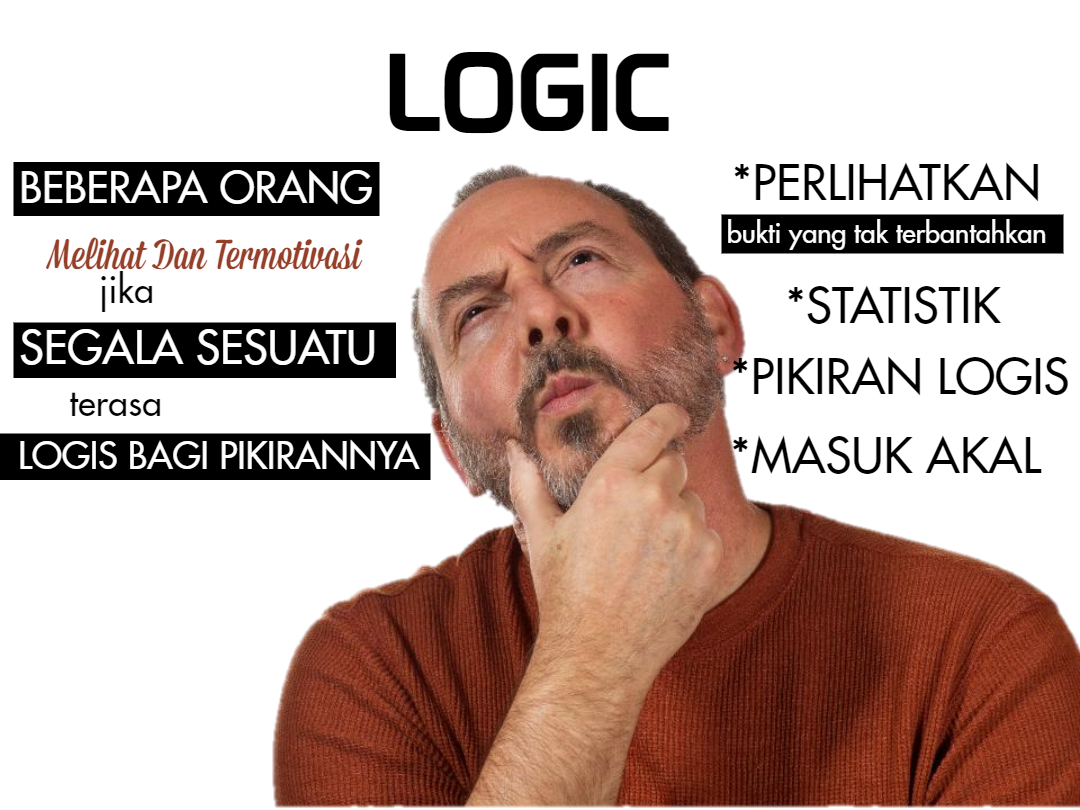 LOGIC
BEBERAPA ORANG
Melihat Dan Termotivasi
jika
SEGALA SESUATU
terasa
LOGIS BAGI PIKIRANNYA
*PERLIHATKAN
bukti yang tak terbantahkan
*STATISTIK
*PIKIRAN LOGIS
*MASUK AKAL